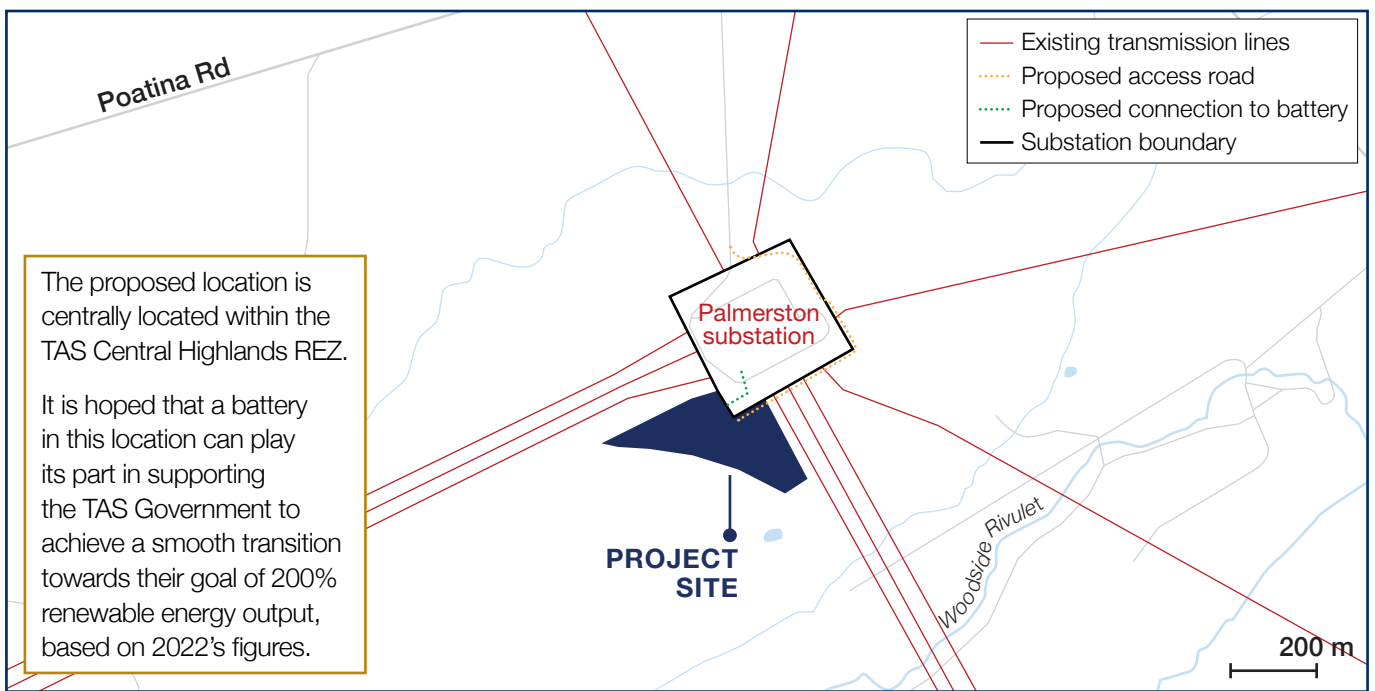 Poatina Rd
Existing transmission lines
Proposed access road
Proposed connection to battery
Substation boundary
The proposed location is
centrally located within the
TAS Central Highlands REZ.
It is hoped that a battery
in this location can play
its part in supporting
the TAS Government to
achieve a smooth transition
towards their goal of 200%
renewable energy output,
based on 2022’s figures.
Palmerston
substation
PROJECT
SITE
Woodside Rivulet
200 m